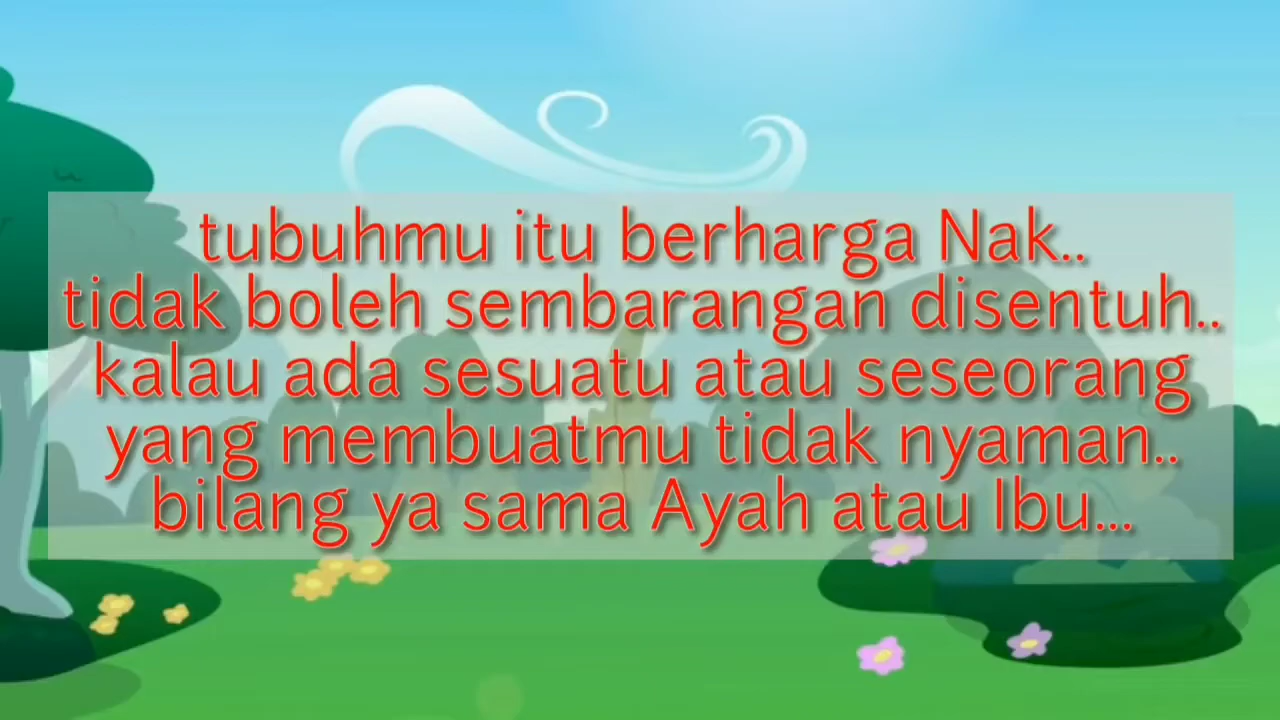 tubuhmu itu berharga Nak..
tidak boleh sembarangan disentuh..
kalau ada sesuatu atau seseorang
yang membuatmu tidak nyaman..
bilang ya sama Ayah atau Ibu...